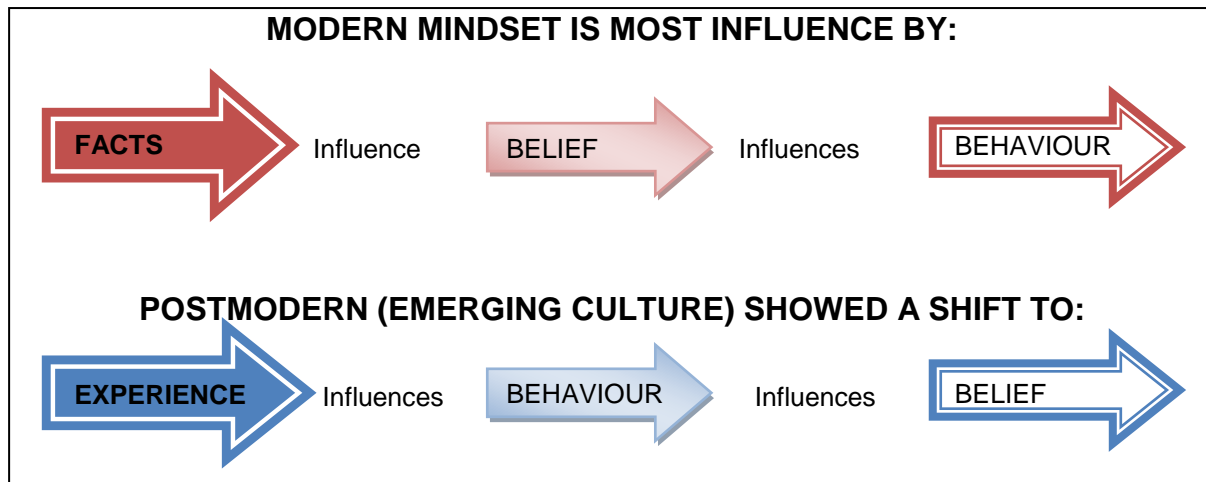 MODERN MINDSET IS MOST INFLUENCE BY:
FACTS Influence BELIEF Influences BEHAVIOUR
POSTMODERN (EMERGING CULTURE) SHOWED A SHIFT TO:
EXPERIENCE Influences BEHAVIOUR Influences BELIEF